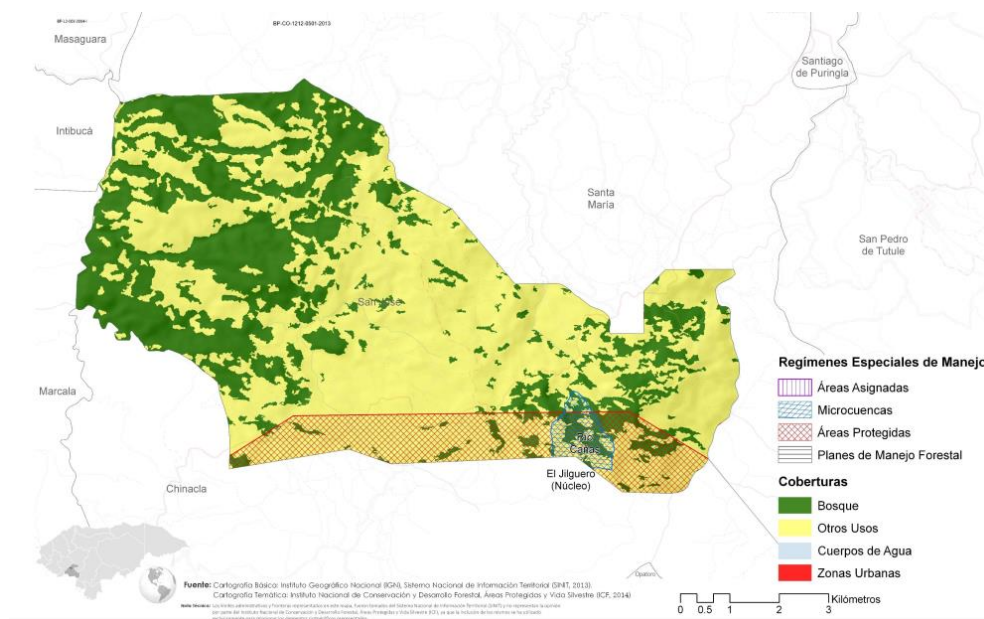 BP-CO-1212-0501-2013
Masaguara
Santiago
de Puringla
Intibucá
Santa
María
San Pedro
de Tutule
San José
Regímenes Especiales de Manejo
Áreas Asignadas
Microcuencas
Áreas Protegidas
Planes de Manejo Forestal
Marcala
Río
Cañas
El Jilguero
(Núcleo)
Chinacla
Coberturas
Bosque
Otros Usos
Cuerpos de Agua
Zonas Urbanas
Opatoro
Fuente: Cartografía Básica: Instituto Geográfico Nacional (IGN), Sistema Nacional de Información Territorial (SINIT, 2013).
Cartografía Temática: Instituto Nacional de Conservación y Desarrollo Forestal, Áreas Protegidas y Vida Silvestre (ICF, 2014)
Kilómetros
0 0.5 1 2 3